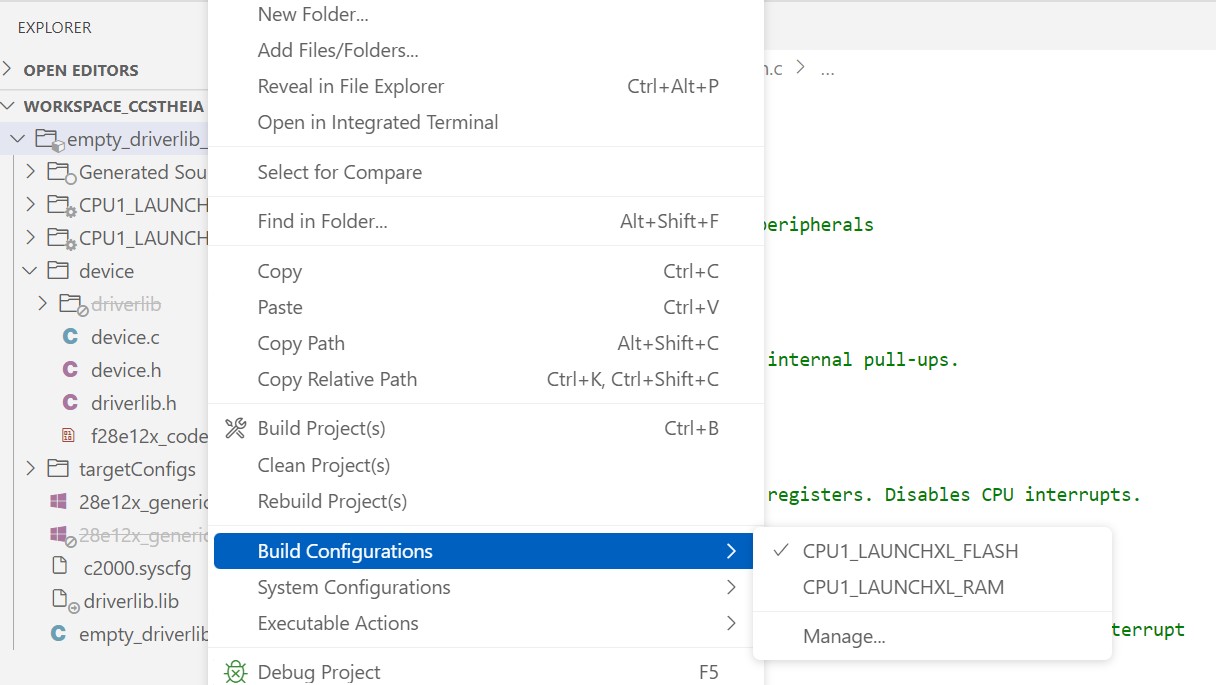 EXPLORER
OPEN EDITORS
WORKSPACE_CCSTHEIA
empty_driverlib_
Generated Sou
CPU1_LAUNCH
CPU1_LAUNCH
device
driverlib
device.c
device.h
driverlib.h
f28e12x_code
targetConfigs
28e12x_generic
28e12x_generic
c2000.syscfg
driverlib.lib
empty_driverlib
New Folder...
Add Files/Folders...
Reveal in File Explorer Ctrl+Alt+P
Open in Integrated Terminal
Select for Compare
Find in Folder... Alt+Shift+F
Copy Ctrl+C
Paste Ctrl+V
Copy Path Alt+Shift+C
Copy Relative Path Ctrl+K, Ctrl+Shift+C
Build Project(s) Ctrl+B
Clean Project(s)
Rebuild Project(s)
Build Configurations
System Configurations
Executable Actions
Debug Project F5
CPU1_LAUNCHXL_FLASH
CPU1_LAUNCHXL_RAM
Manage...
n.c > ...
peripherals
internal pull-ups.
registers. Disables CPU interrupts.
terrupt